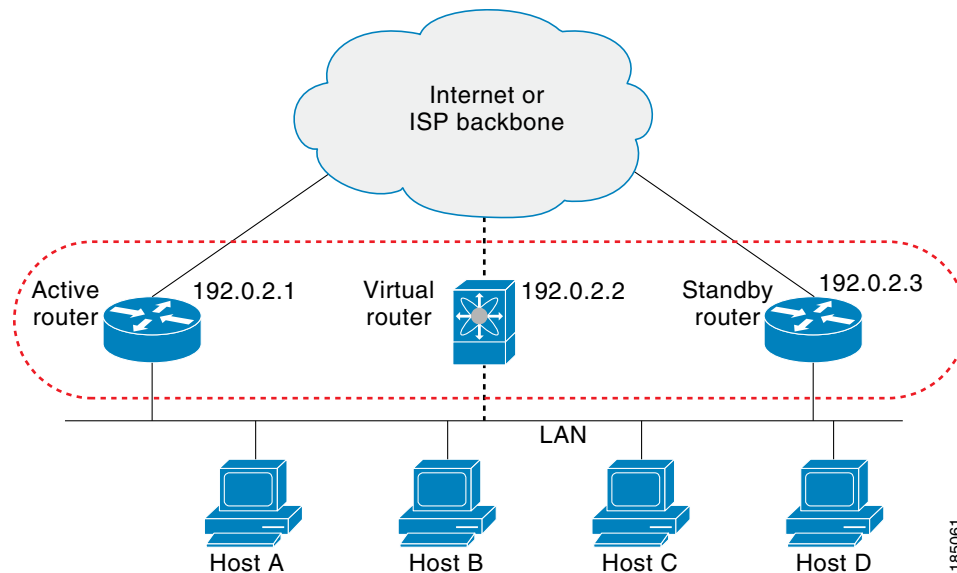 Internet or
ISP backbone
Active
router
192.0.2.1
Virtual
router
192.0.2.2
Standby
router
192.0.2.3
LAN
Host A
Host B
Host C
Host D
185061